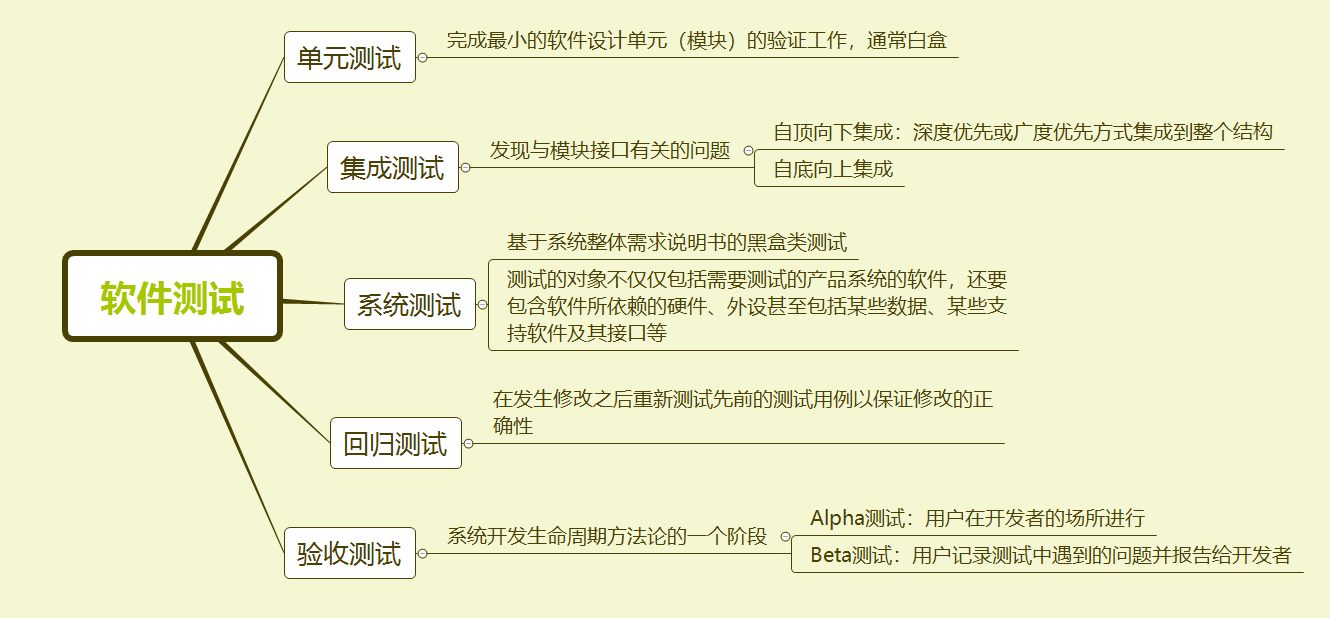 软件测试
单元测试
完成最小的软件设计单元（模块）的验证工作，通常白盒
集成测试
发现与模块接口有关的问题
自顶向下集成：深度优先或广度优先方式集成到整个结构
自底向上集成
系统测试
基于系统整体需求说明书的黑盒类测试
测试的对象不仅仅包括需要测试的产品系统的软件，还要
包含软件所依赖的硬件、外设甚至包括某些数据、某些支
持软件及其接口等
回归测试
在发生修改之后重新测试先前的测试用例以保证修改的正
确性
验收测试
系统开发生命周期方法论的一个阶段
Alpha测试：用户在开发者的场所进行
Beta测试：用户记录测试中遇到的问题并报告给开发者